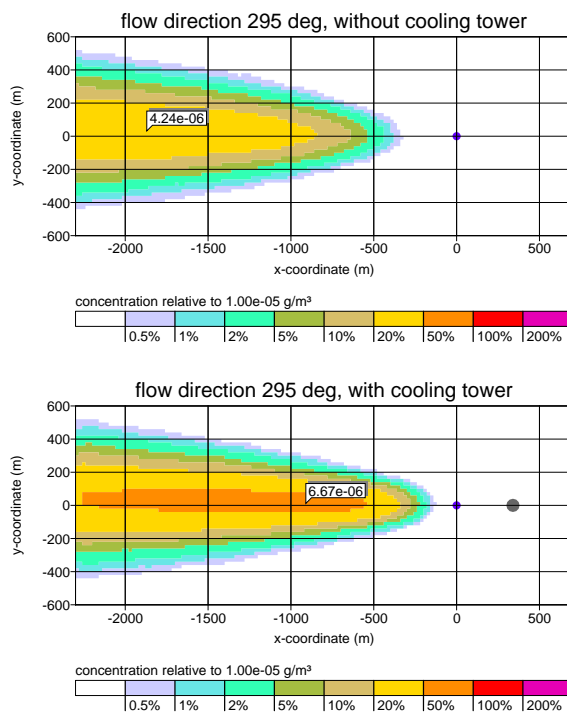 flow direction 295 deg, without cooling tower
600
400
200
0
-200
-400
-600
y-coordinate (m)
4.24e-06
-2000 -1500 -1000 -500 0 500
x-coordinate (m)
concentration relative to 1.00e-05 g/m³
0.5% 1% 2% 5% 10% 20% 50% 100% 200%
flow direction 295 deg, with cooling tower
600
400
200
0
-200
-400
-600
y-coordinate (m)
6.67e-06
-2000 -1500 -1000 -500 0 500
x-coordinate (m)
concentration relative to 1.00e-05 g/m³
0.5% 1% 2% 5% 10% 20% 50% 100% 200%